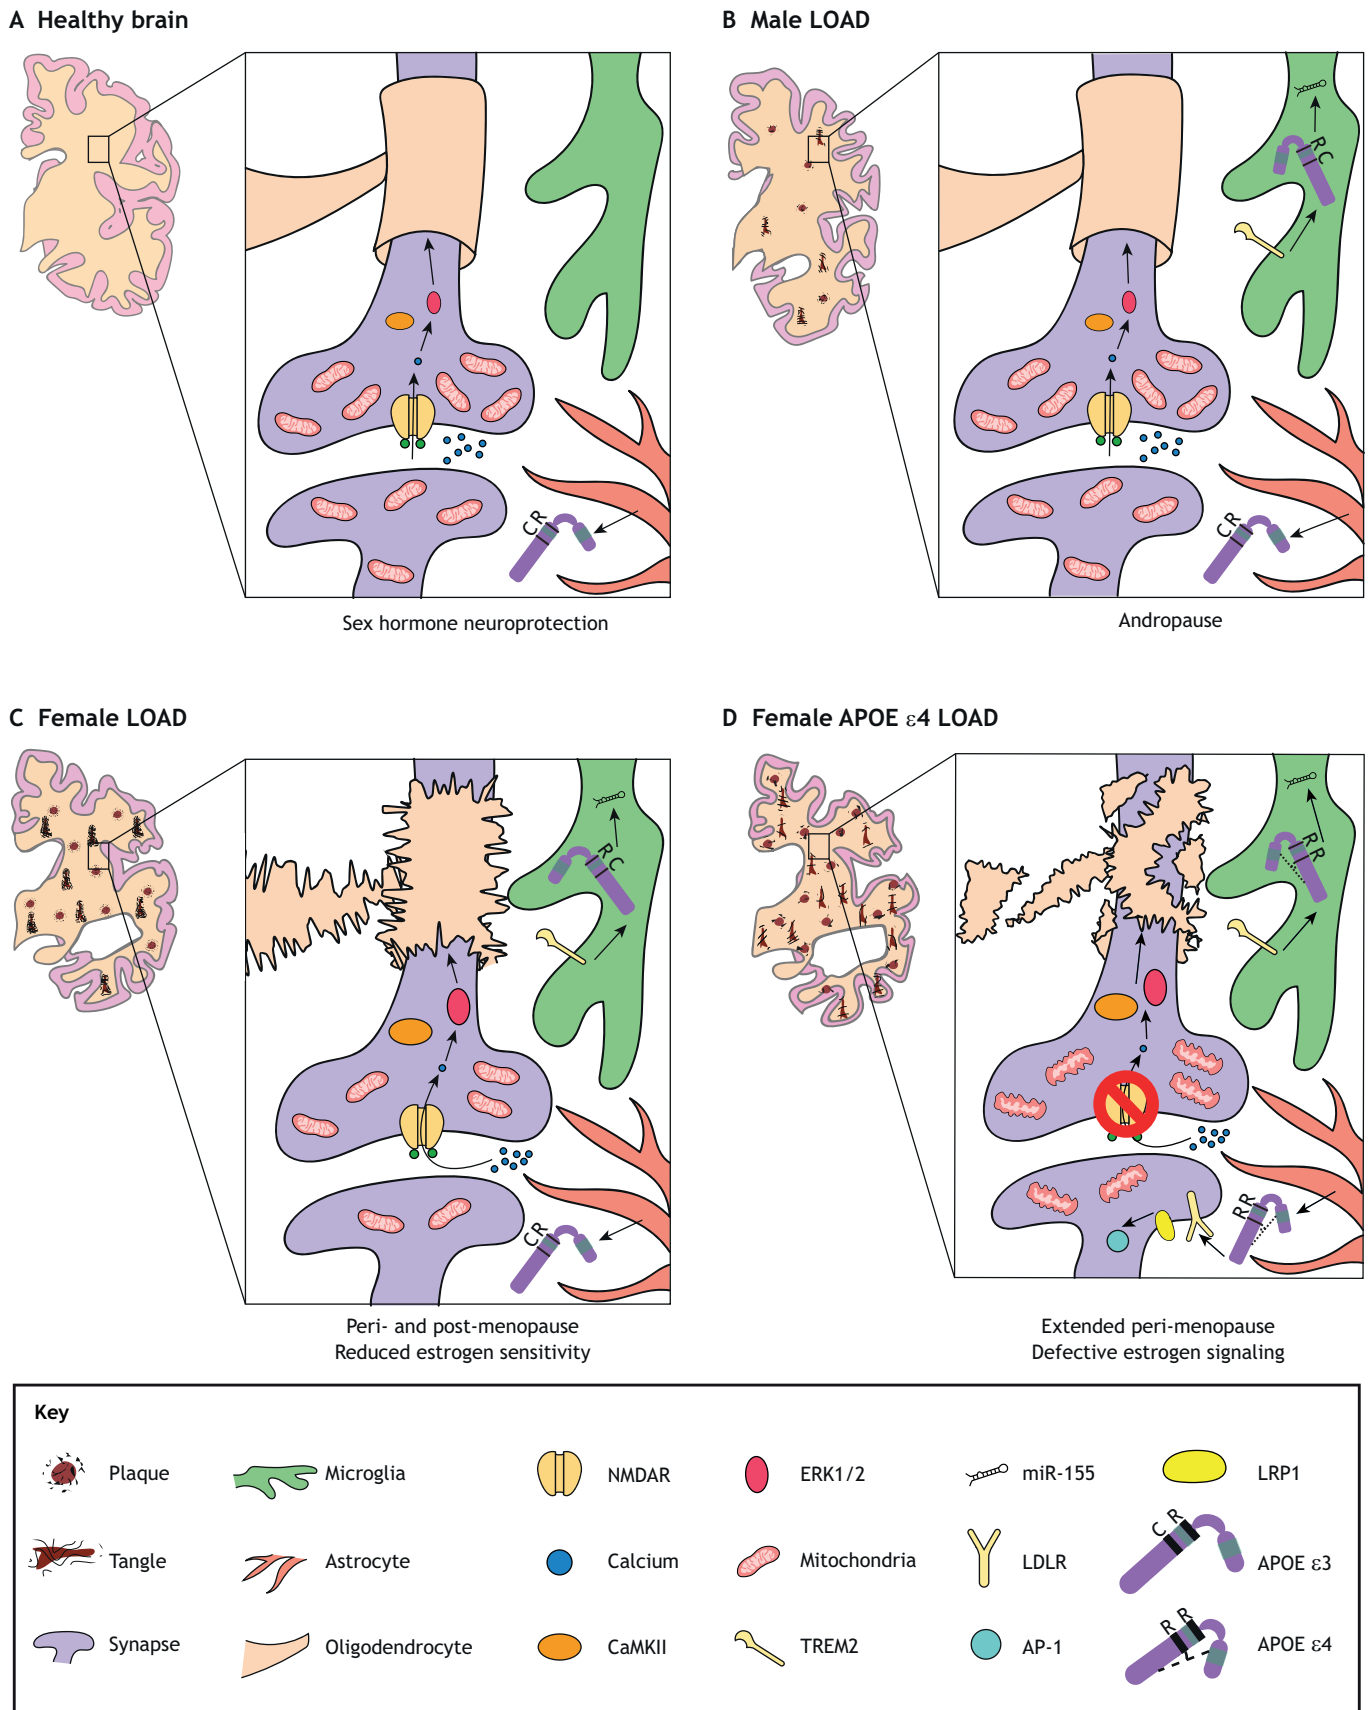 A Healthy brain
B Male LOAD
R C
C R
C R
Sex hormone neuroprotection
Andropause
C Female LOAD
D Female APOE ε4 LOAD
R C
R R
C R
R R
Peri- and post-menopause
Reduced estrogen sensitivity
Extended peri-menopause
Defective estrogen signaling
Key
Plaque
Microglia
NMDAR
ERK1/2
miR-155
LRP1
Tangle
Astrocyte
Calcium
Mitochondria
LDLR
C R
APOE ε3
Synapse
Oligodendrocyte
CaMKII
TREM2
AP-1
R R
APOE ε4